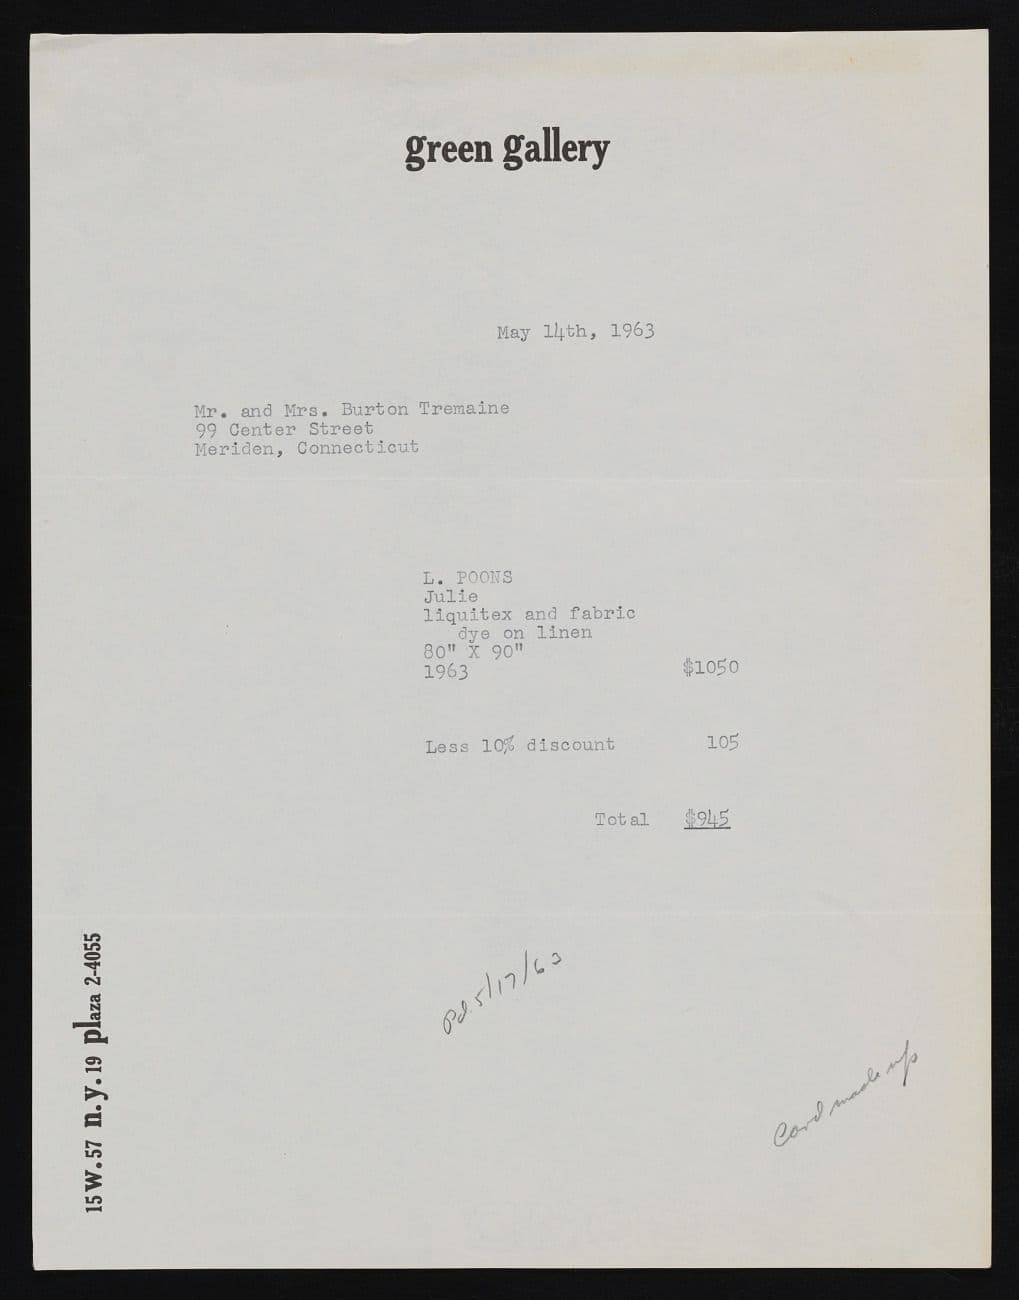 green gallery
May 14th, 1963
Mr. and Mrs. Burton Tremaine
99 Center Street
Meriden, Connecticut
L. POONS
Julie
liquitex and fabric
dye on linen
80" X 90"
1963 $1050
Less 10% discount 105
Total $945
Pd. 5/17/63
Card made up
15 W. 57 n.y. 19 plaza 2-4055